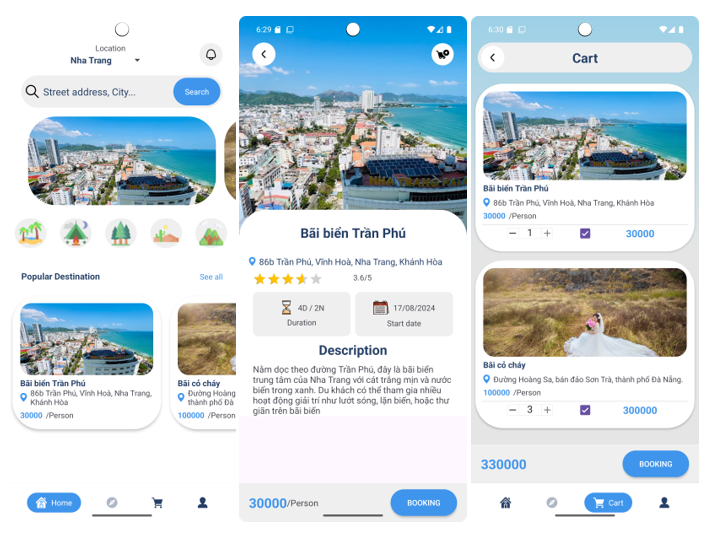 Location
Nha Trang
Street address, City...
Search
Popular Destination
See all
Bãi biển Trần Phú
86b Trần Phú, Vĩnh Hoà, Nha Trang,
Khánh Hòa
30000 /Person
Bãi cỏ cháy
Đường Hoàng
thành phố Đà
100000 /Person
Home
6:29
Bãi biển Trần Phú
86b Trần Phú, Vĩnh Hoà, Nha Trang, Khánh Hòa
3.6/5
4D / 2N
Duration
17/08/2024
Start date
Description
Nằm dọc theo đường Trần Phú, đây là bãi biển
trung tâm của Nha Trang với cát trắng mịn và nước
biển trong xanh. Du khách có thể tham gia nhiều
hoạt động giải trí như lướt sóng, lặn biển, hoặc thư
giãn trên bãi biển
30000/Person
BOOKING
6:30
Cart
Bãi biển Trần Phú
86b Trần Phú, Vĩnh Hoà, Nha Trang, Khánh Hòa
30000 /Person
− 1 + 30000
Bãi cỏ cháy
Đường Hoàng Sa, bán đảo Sơn Trà, thành phố Đà Nẵng.
100000 /Person
− 3 + 300000
330000
BOOKING
Cart